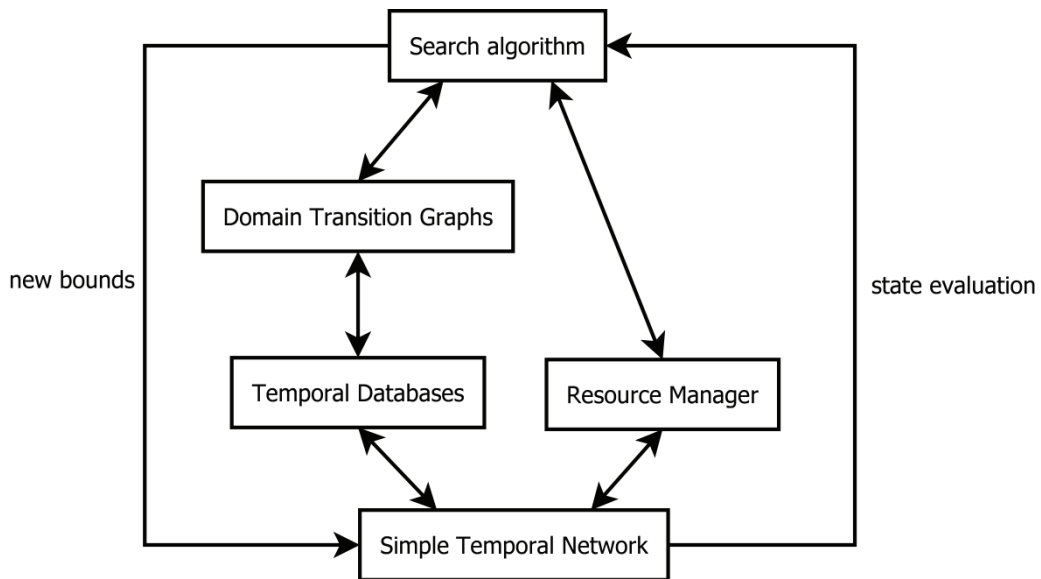 Search algorithm
Domain Transition Graphs
new bounds
state evaluation
Temporal Databases
Resource Manager
Simple Temporal Network